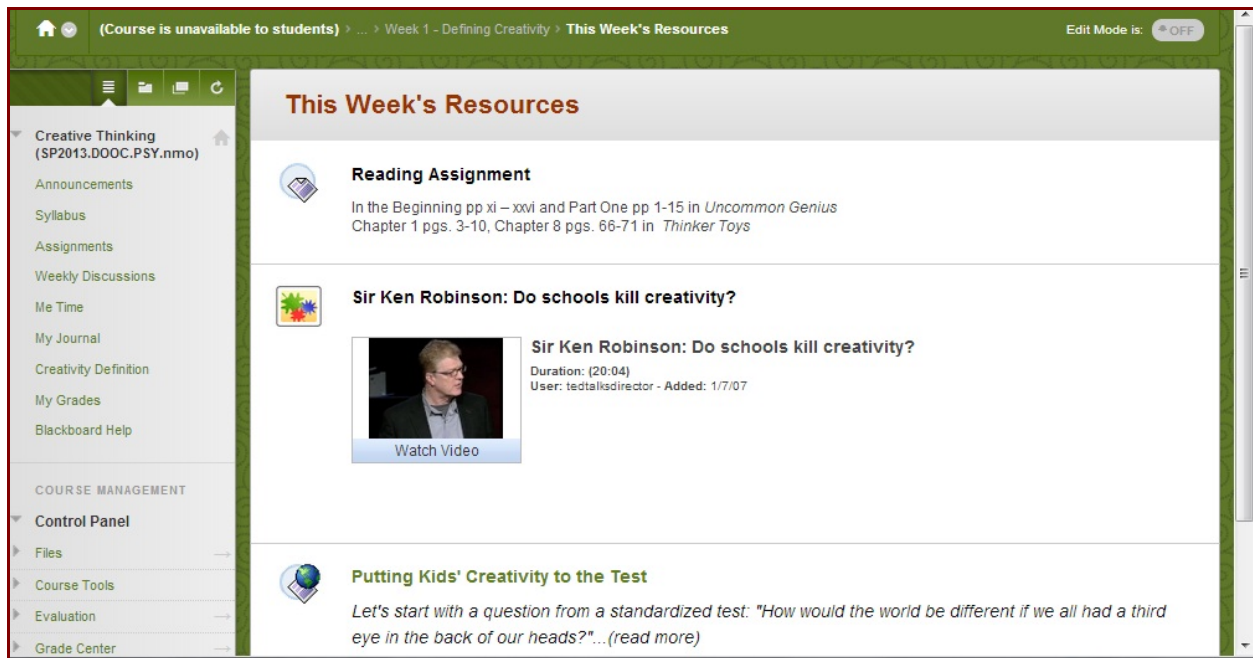 (Course is unavailable to students) > ... > Week 1 - Defining Creativity > This Week's Resources
Edit Mode is: OFF
Creative Thinking
(SP2013.DOOC.PSY.nmo)
Announcements
Syllabus
Assignments
Weekly Discussions
Me Time
My Journal
Creativity Definition
My Grades
Blackboard Help
COURSE MANAGEMENT
Control Panel
Files
Course Tools
Evaluation
Grade Center
This Week's Resources
Reading Assignment
In the Beginning pp xi – xxvi and Part One pp 1-15 in Uncommon Genius
Chapter 1 pgs. 3-10, Chapter 8 pgs. 66-71 in Thinker Toys
Sir Ken Robinson: Do schools kill creativity?
Sir Ken Robinson: Do schools kill creativity?
Duration: (20:04)
User: tedtalksdirector - Added: 1/7/07
Watch Video
Putting Kids' Creativity to the Test
Let's start with a question from a standardized test: "How would the world be different if we all had a third
eye in the back of our heads?"...(read more)